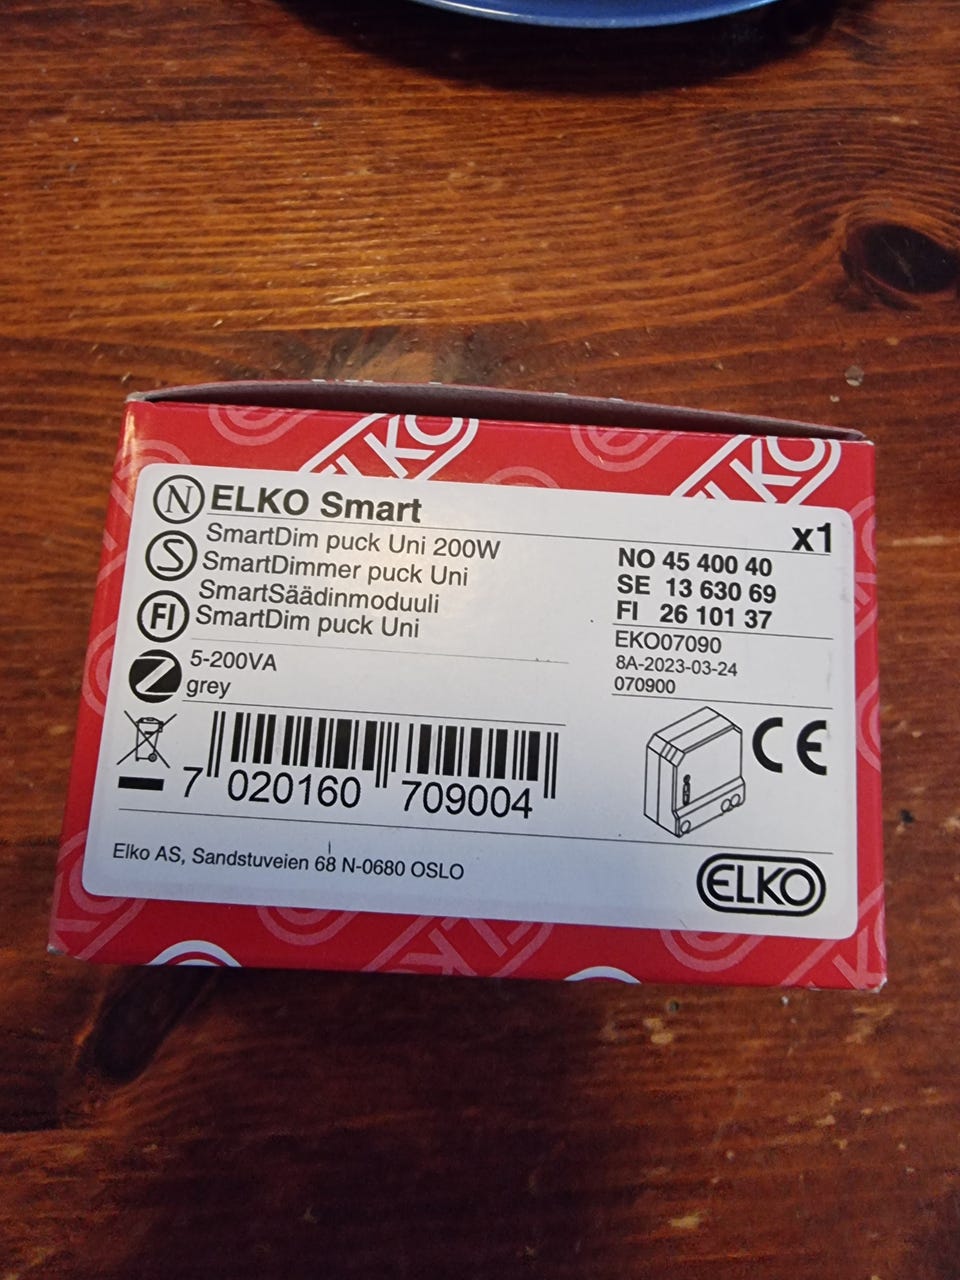 ELKO
ELKO
N ELKO Smart
x1
SmartDim puck Uni 200W
S SmartDimmer puck Uni
SmartSäädinmoduuli
FI SmartDim puck Uni
NO 45 400 40
SE 13 630 69
FI 26 101 37
EKO07090
8A-2023-03-24
070900
5-200VA
grey
CE
7 020160 709004
Elko AS, Sandstuveien 68 N-0680 OSLO
ELKO